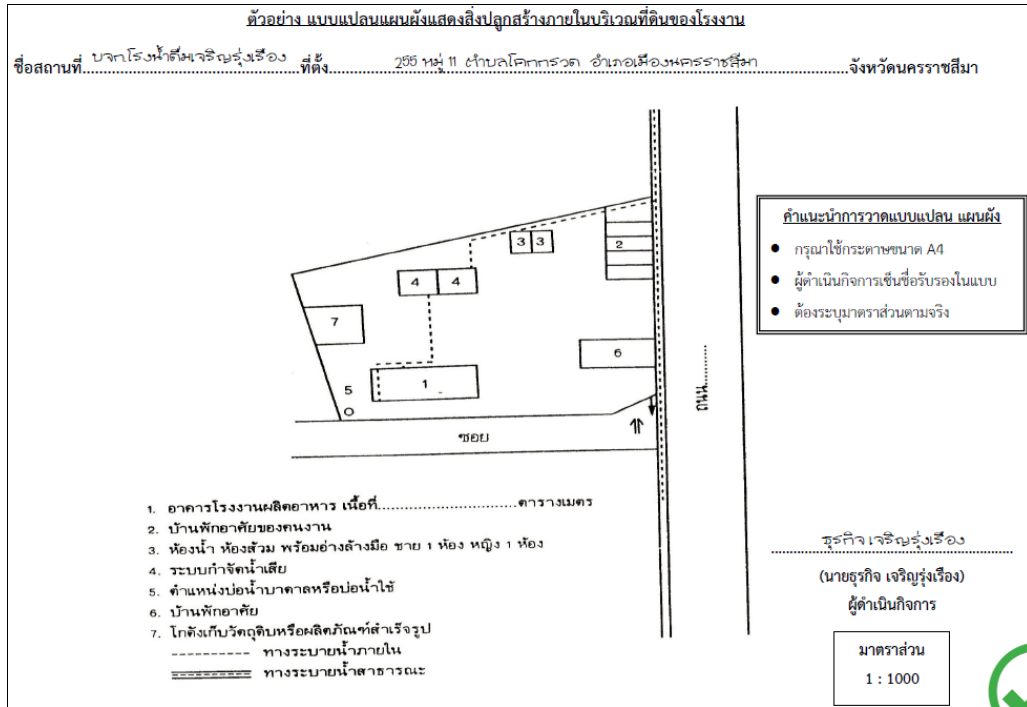 ตัวอย่าง แบบแปลนแผนผังแสดงสิ่งปลูกสร้างภายในบริเวณที่ดินของโรงงาน
ชื่อสถานที่ บจก โรงน้ำดื่มเจริญรุ่งเรือง ที่ตั้ง 255 หมู่ 11 ตำบลโคกกรวด อำเภอเมืองนครราชสีมา จังหวัดนครราชสีมา
คำแนะนำการวาดแบบแปลน แผนผัง
● กรุณาใช้กระดาษขนาด A4
● ผู้ดำเนินกิจการเซ็นชื่อรับรองในแบบ
● ต้องระบุมาตราส่วนตามจริง
3 3
2
4 4
7
6
5
1
ถนน.........
ซอย
1. อาคารโรงงานผลิตอาหาร เนื้อที่..............................ตารางเมตร
2. บ้านพักอาศัยของคนงาน
3. ห้องน้ำ ห้องส้วม พร้อมอ่างล้างมือ ชาย 1 ห้อง หญิง 1 ห้อง
4. ระบบกำจัดน้ำเสีย
5. ตำแหน่งบ่อน้ำบาดาลหรือบ่อน้ำใช้
6. บ้านพักอาศัย
7. โกดังเก็บวัตถุดิบหรือผลิตภัณฑ์สำเร็จรูป
---------- ทางระบายน้ำภายใน
ทางระบายน้ำสาธารณะ
ธุรกิจ เจริญรุ่งเรือง
(นายธุรกิจ เจริญรุ่งเรือง)
ผู้ดำเนินกิจการ
มาตราส่วน
1 : 1000